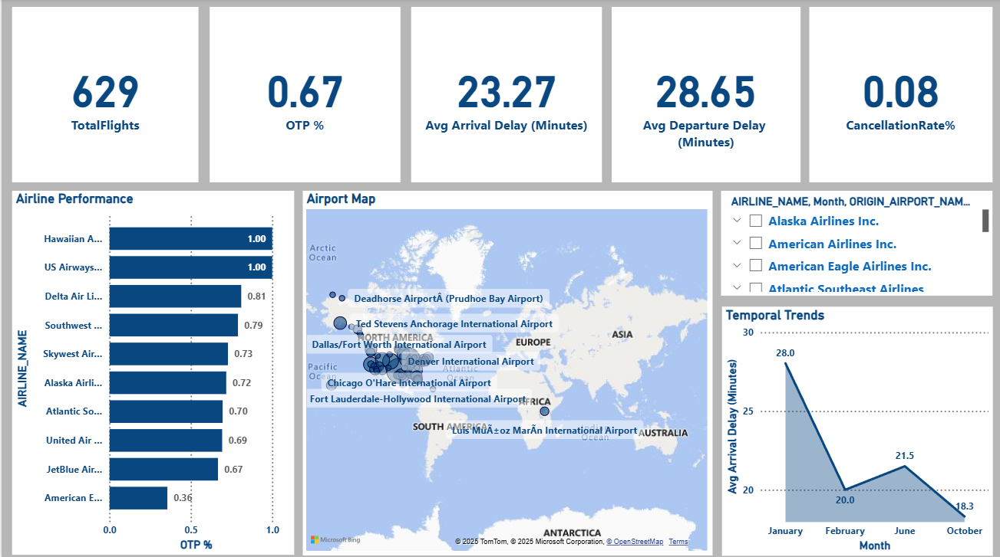 629
TotalFlights
0.67
OTP %
23.27
Avg Arrival Delay (Minutes)
28.65
Avg Departure Delay
(Minutes)
0.08
CancellationRate%
Airline Performance
AIRLINE_NAME
Hawaiian A... 1.00
US Airways... 1.00
Delta Air Li... 0.81
Southwest ... 0.79
Skywest Air... 0.73
Alaska Airli... 0.72
Atlantic So... 0.70
United Air ... 0.69
JetBlue Air... 0.67
American E... 0.36
0.0 0.5 1.0
OTP %
Airport Map
Arctic
Ocean
Deadhorse AirportÂ (Prudhoe Bay Airport)
Ted Stevens Anchorage International Airport
NORTH AMERICA
ASIA
EUROPE
Dallas/Fort Worth International Airport
Denver International Airport
Pacific
Ocean
Atlantic
Ocean
Chicago O'Hare International Airport
Fort Lauderdale-Hollywood International Airport
AFRICA
SOUTH AMERICA
Luis MuÃ±oz MarÃn International Airport
Indian
Ocean
AUSTRALIA
ANTARCTICA
Microsoft Bing
© 2025 TomTom, © 2025 Microsoft Corporation, © OpenStreetMap Terms
AIRLINE_NAME, Month, ORIGIN_AIRPORT_NAM...
Alaska Airlines Inc.
American Airlines Inc.
American Eagle Airlines Inc.
Atlantic Southeast Airlines
Temporal Trends
Avg Arrival Delay (Minutes)
30
25
20
28.0
20.0
21.5
18.3
January February June October
Month